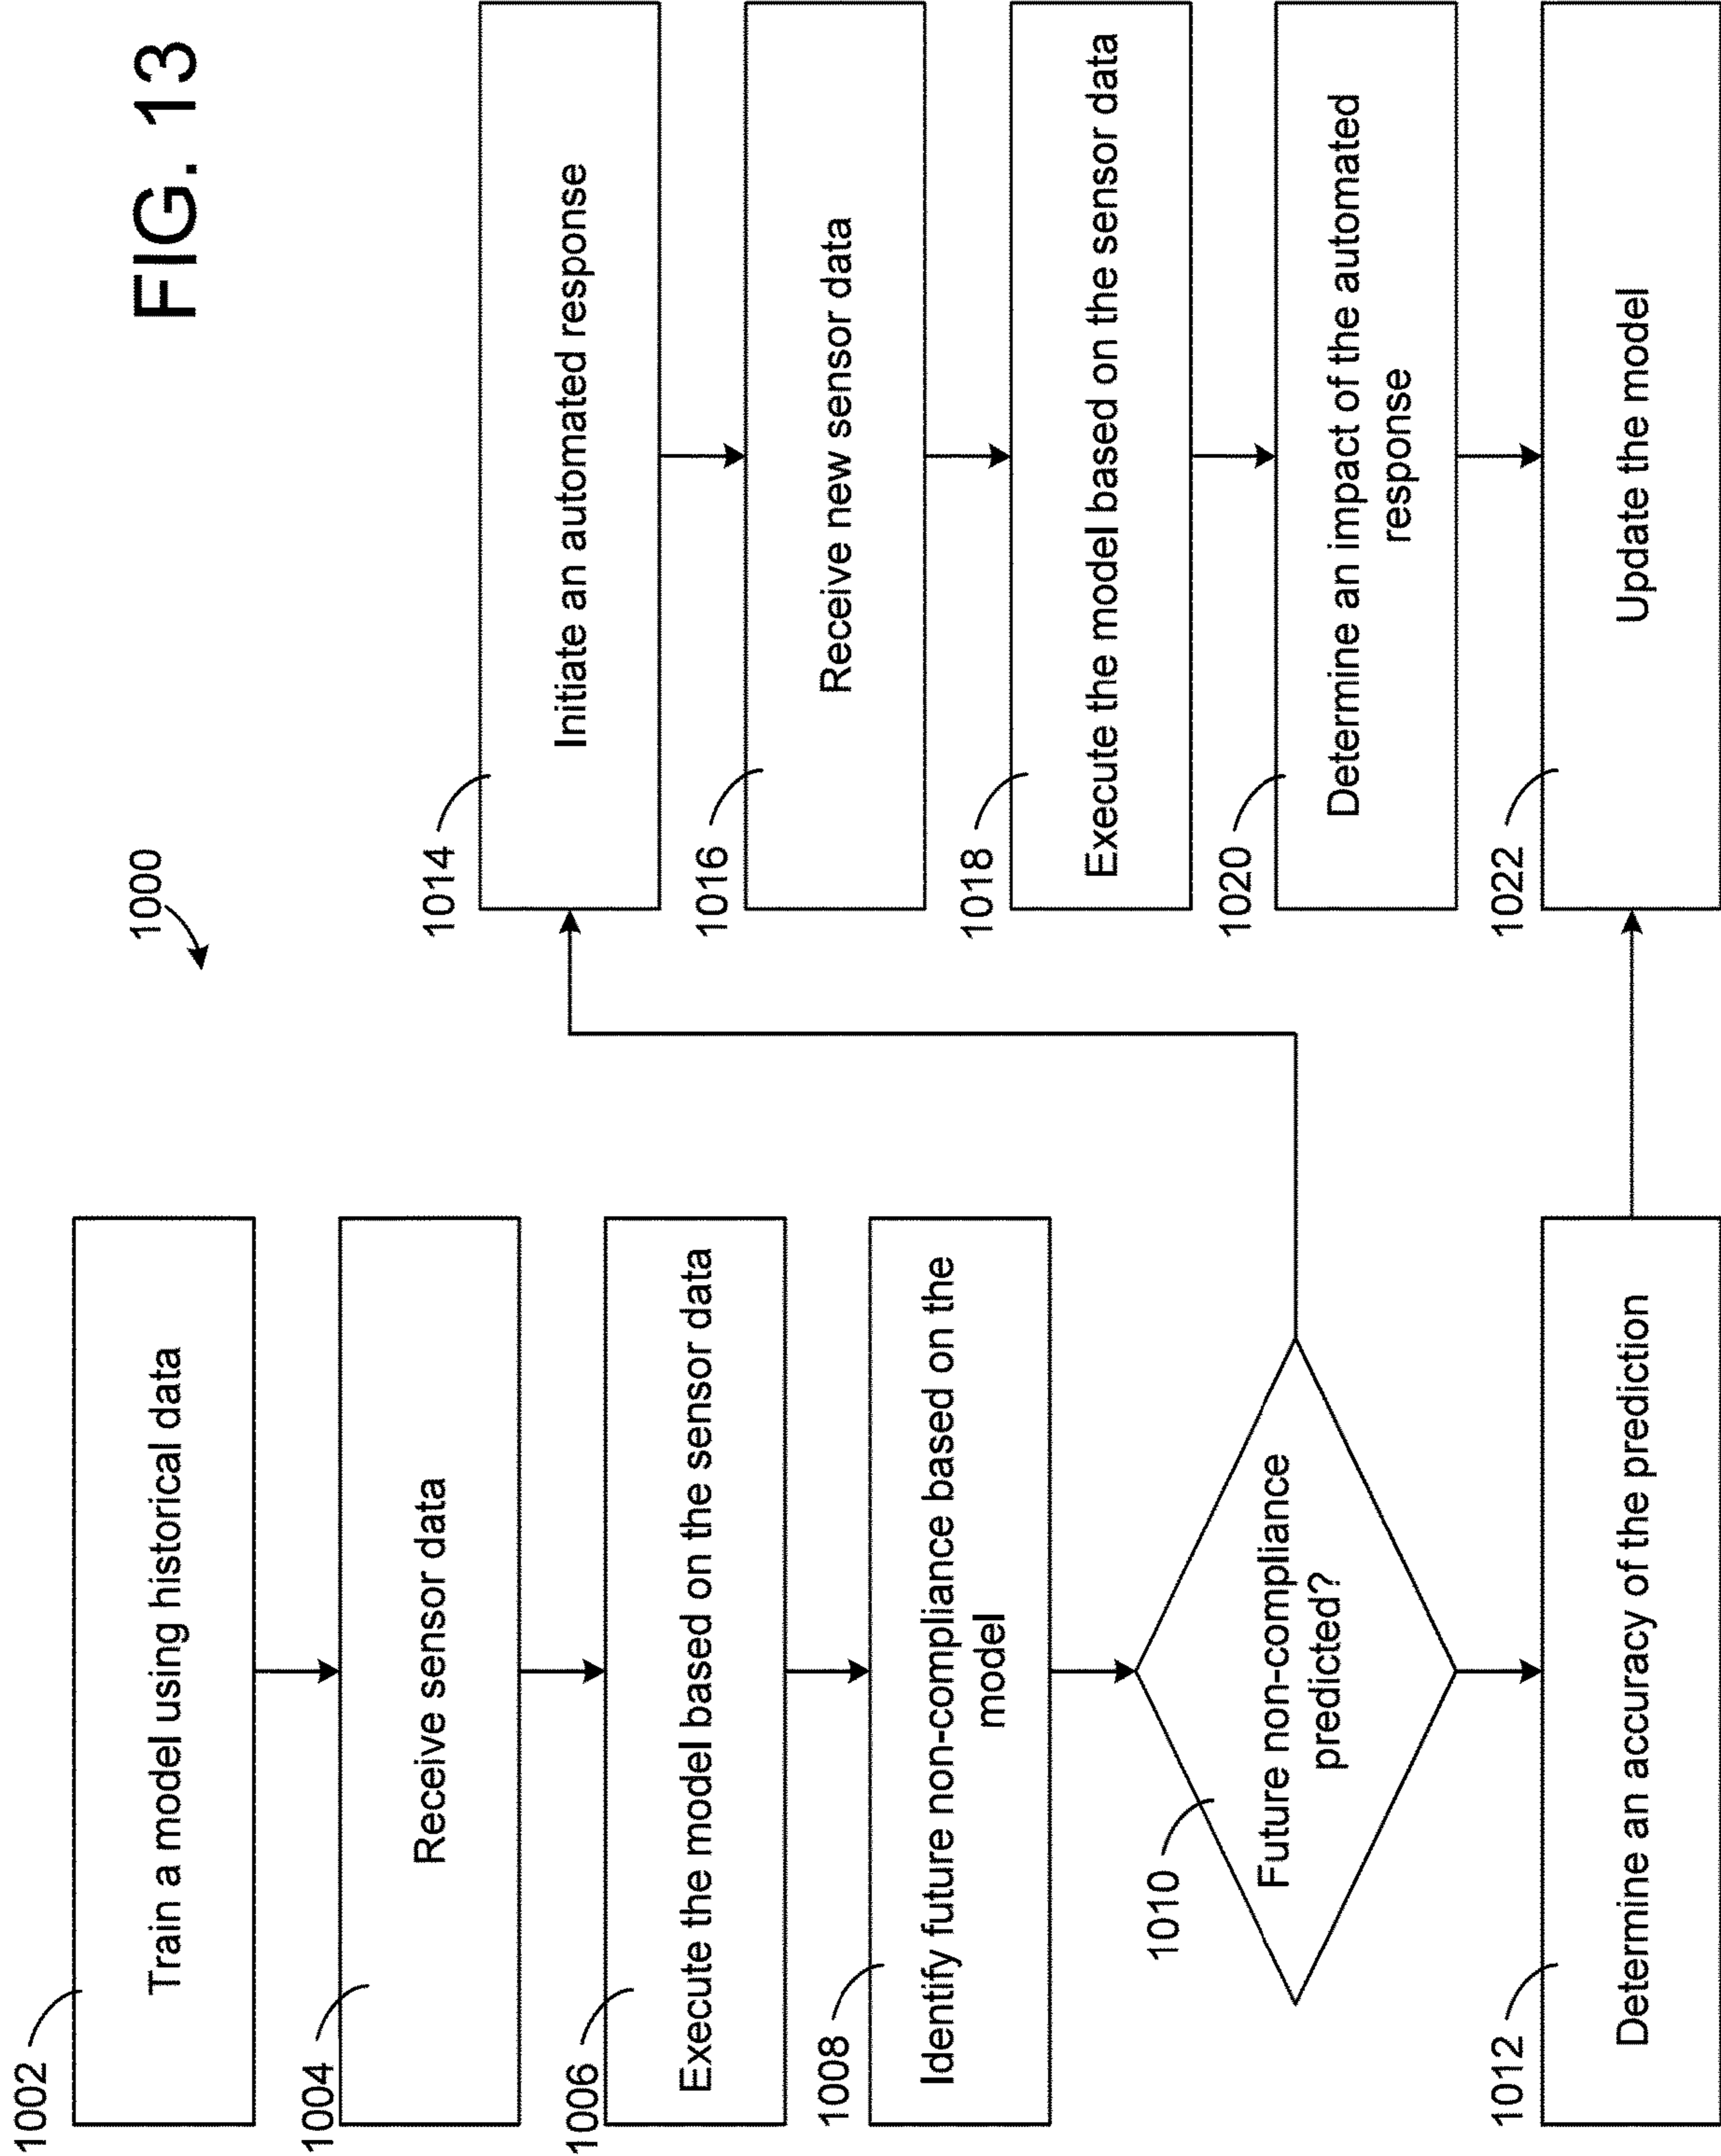 FIG. 13
1000
1002
Train a model using historical data
1004
Receive sensor data
1006
Execute the model based on the sensor data
1008
Identify future non-compliance based on the
model
1010
Future non-compliance
predicted?
1012
Determine an accuracy of the prediction
1014
Initiate an automated response
1016
Receive new sensor data
1018
Execute the model based on the sensor data
1020
Determine an impact of the automated
response
1022
Update the model